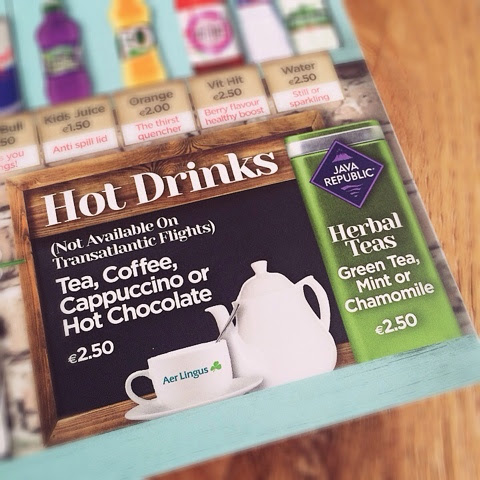 Bull
Kids Juice
€1.50
Anti spill lid
Orange
€2.00
The thirst
quencher
Vit Hit
€2.50
Berry flavour
healthy boost
Water
€2.50
Still or
sparkling
Hot Drinks
(Not Available On
Transatlantic Flights)
Tea, Coffee,
Cappuccino or
Hot Chocolate
€2.50
Aer Lingus
JAVA
REPUBLIC
Herbal
Teas
Green Tea,
Mint or
Chamomile
€2.50